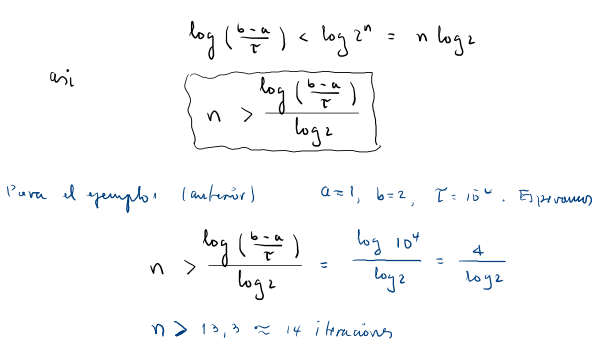 log ( (b-a)/τ ) < log 2ⁿ = n log 2
asi
n > log ( (b-a)/τ ) / log 2
Para el ejemplo (anterior) a=1, b=2, τ=10⁻⁴. Esperamos
n > log ( (b-a)/τ ) / log 2 = log 10⁴ / log 2 = 4 / log 2
n > 13,3 ≈ 14 iteraciones